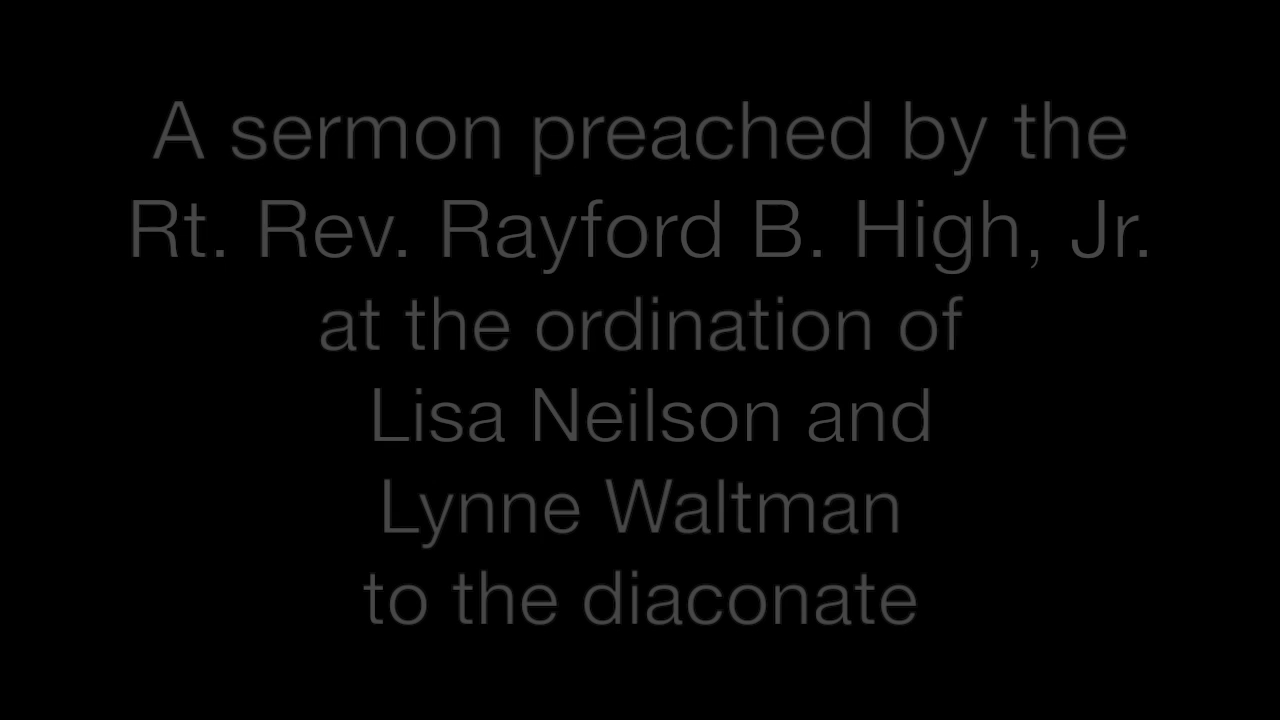 A sermon preached by the
Rt. Rev. Rayford B. High, Jr.
at the ordination of
Lisa Neilson and
Lynne Waltman
to the diaconate